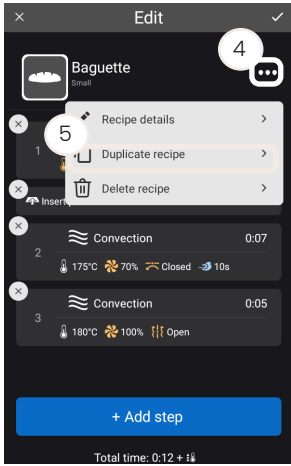 Edit
4
Baguette
Small
Recipe details
5
1
Duplicate recipe
Insert
Delete recipe
Convection 0:07
2
175°C 70% Closed 10s
Convection 0:05
3
180°C 100% Open
+ Add step
Total time: 0:12 +